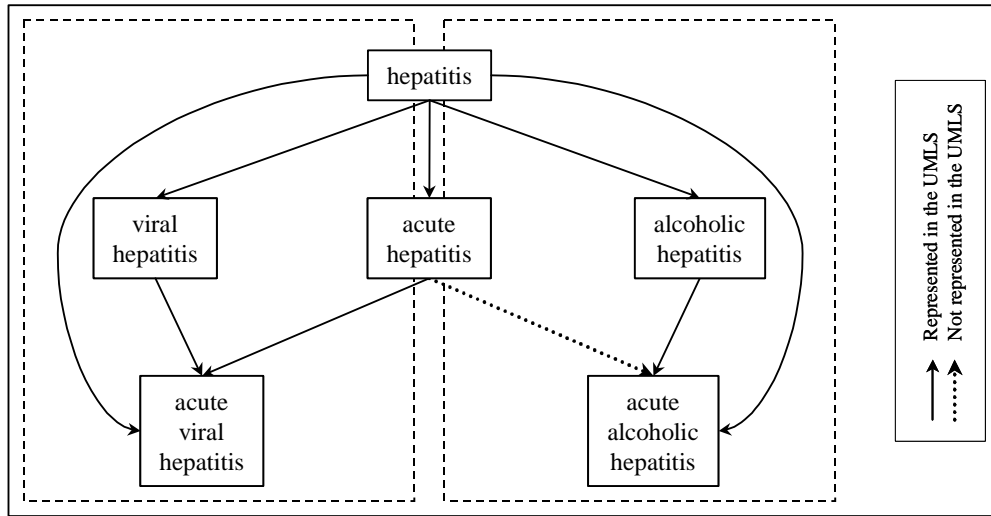 hepatitis
viral
hepatitis
acute
hepatitis
alcoholic
hepatitis
acute
viral
hepatitis
acute
alcoholic
hepatitis
Represented in the UMLS
Not represented in the UMLS